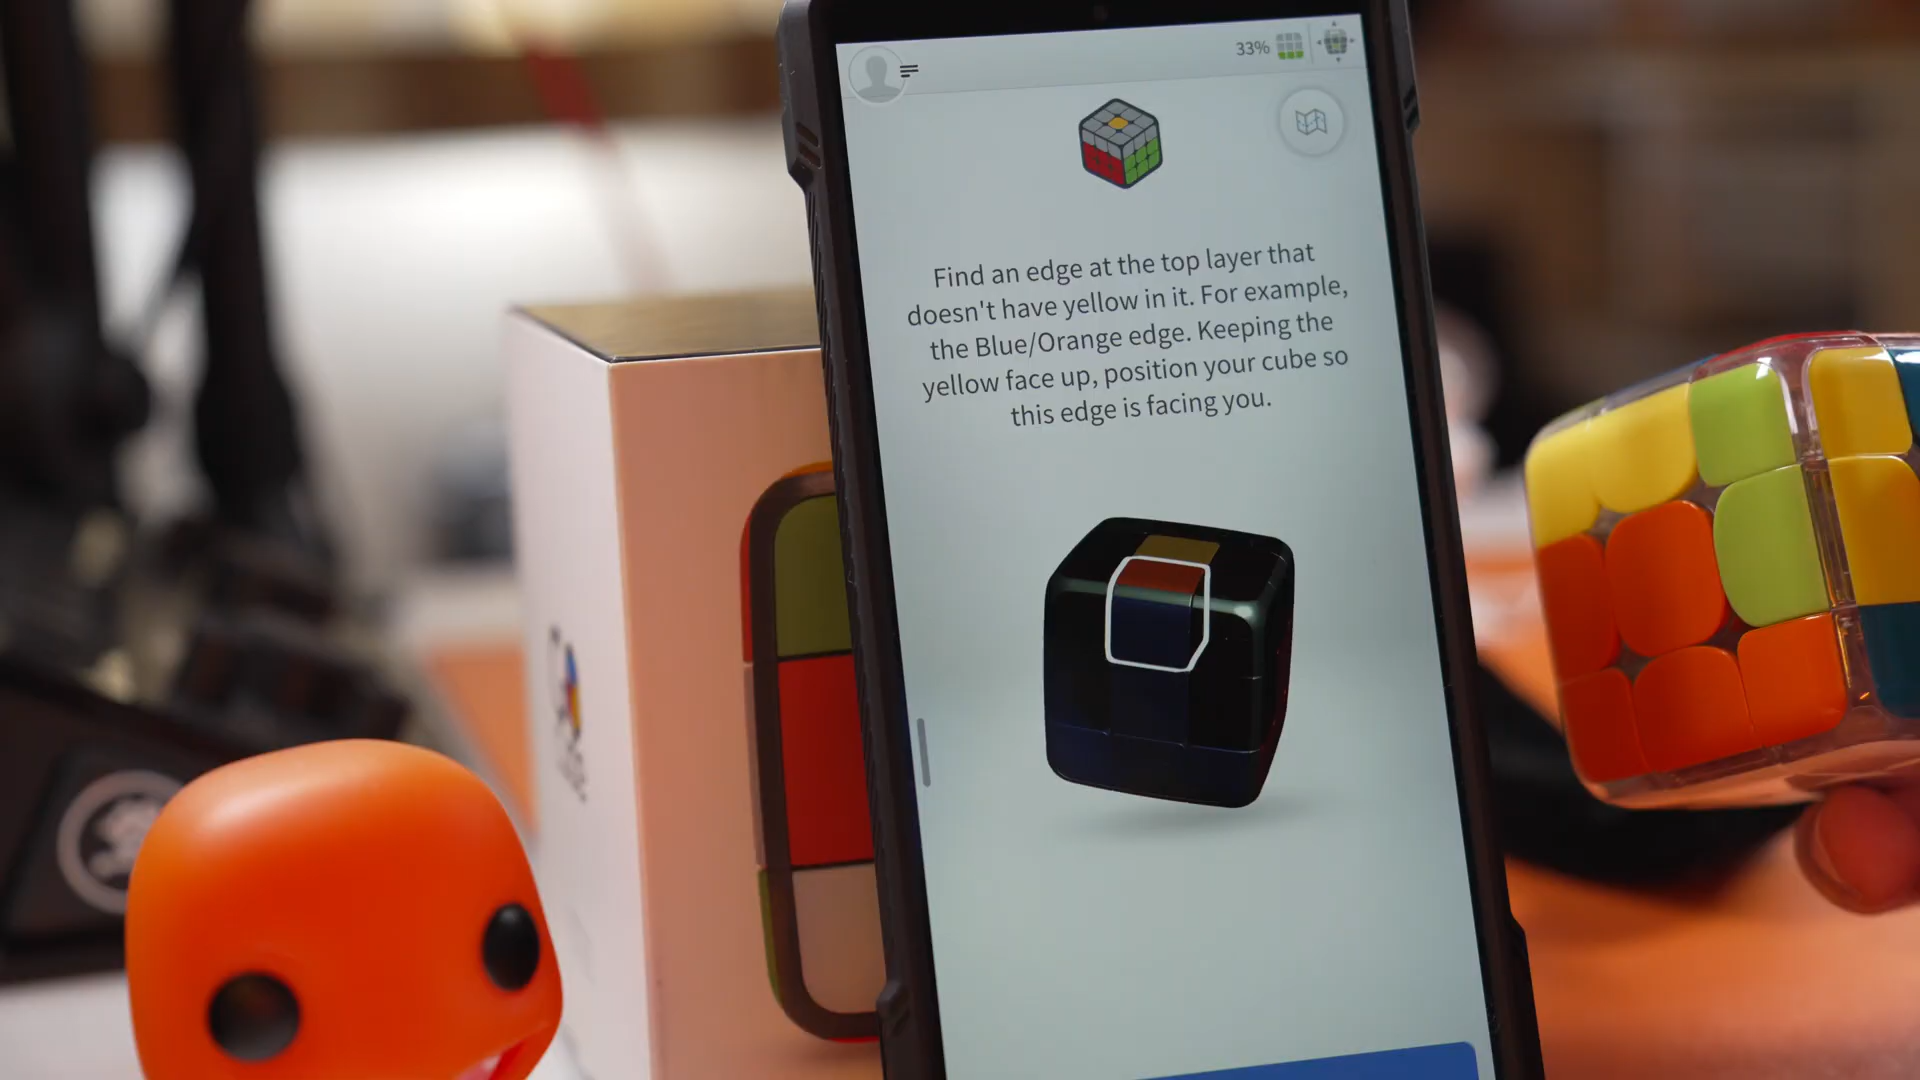 33%
Find an edge at the top layer that
doesn't have yellow in it. For example,
the Blue/Orange edge. Keeping the
yellow face up, position your cube so
this edge is facing you.